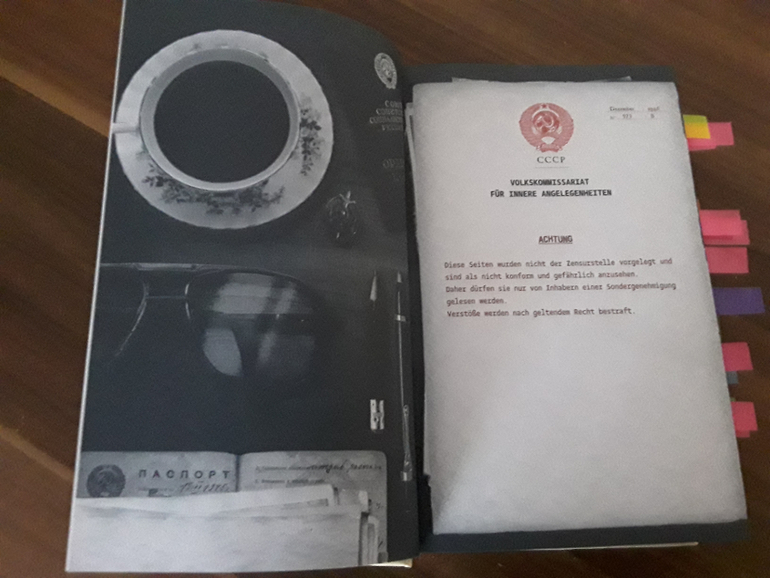 ПАСПОРТ
СССР
VOLKSKOMMISSARIAT
FÜR INNERE ANGELEGENHEITEN
ACHTUNG
Diese Seiten wurden nicht der Zensurstelle vorgelegt und
sind als nicht konform und gefährlich anzusehen.
Daher dürfen sie nur von Inhabern einer Sondergenehmigung
gelesen werden.
Verstöße werden nach geltendem Recht bestraft.